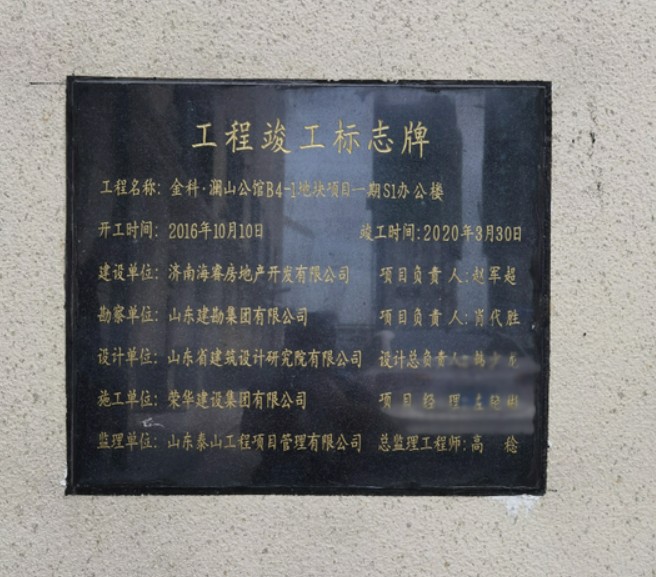 工程竣工标志牌
工程名称: 金科·澜山公馆B4-1地块项目一期S1办公楼
开工时间: 2016年10月10日 竣工时间:2020年3月30日
建设单位: 济南海睿房地产开发有限公司 项目负责人:赵军超
勘察单位: 山东建勘集团有限公司 项目负责人:肖代胜
设计单位: 山东省建筑设计研究院有限公司 设计总负责人:韩少龙
施工单位: 荣华建设集团有限公司 项目经理:
监理单位: 山东泰山工程项目管理有限公司 总监理工程师:高稔